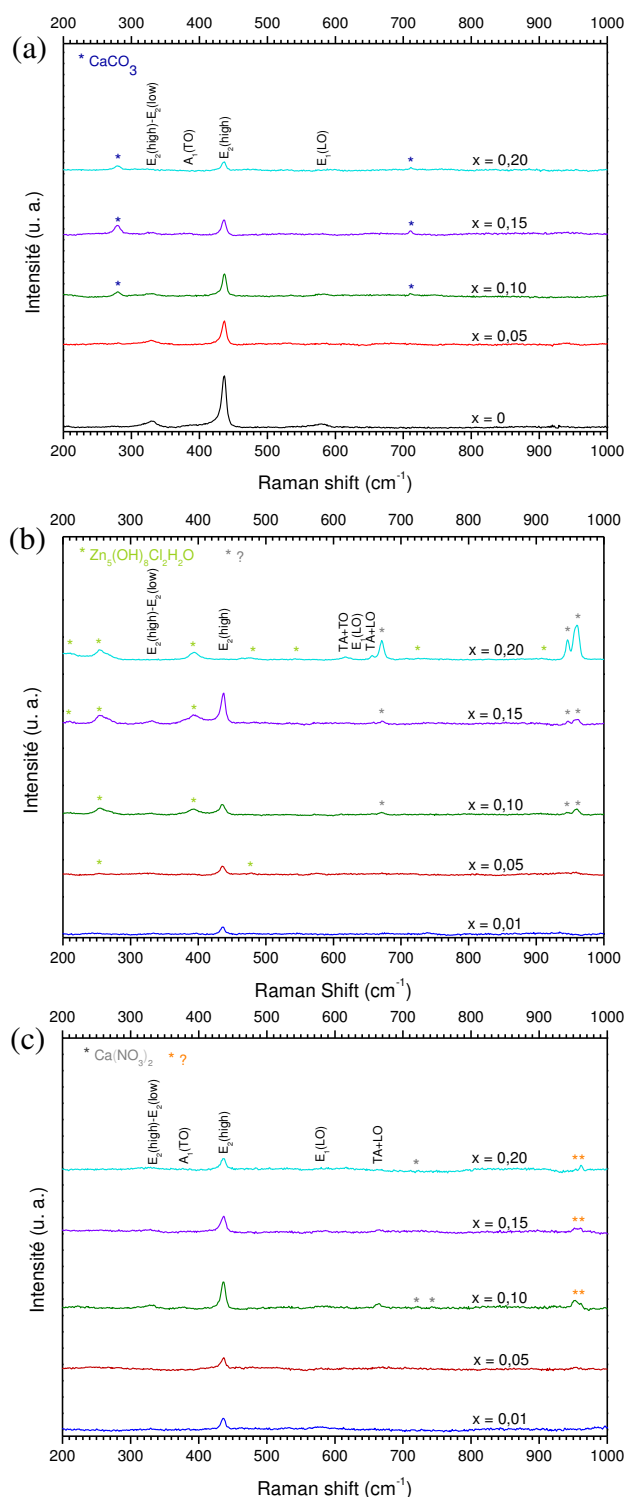 (a)
200 300 400 500 600 700 800 900 1000
* CaCO₃
E₂(high)-E₂(low)
A₁(TO)
E₂(high)
E₁(LO)
* * x = 0,20
* * x = 0,15
* * x = 0,10
x = 0,05
x = 0
Intensité (u. a.)
200 300 400 500 600 700 800 900 1000
Raman shift (cm⁻¹)
(b)
200 300 400 500 600 700 800 900 1000
* Zn₅(OH)₈Cl₂H₂O * ?
E₂(high)-E₂(low)
E₂(high)
TA+TO
E₁(LO)
TA+LO
* * * * * * * * * * x = 0,20
* * * * * * x = 0,15
* * * * * x = 0,10
* * x = 0,05
x = 0,01
Intensité (u. a.)
200 300 400 500 600 700 800 900 1000
Raman Shift (cm⁻¹)
(c)
200 300 400 500 600 700 800 900 1000
* Ca(NO₃)₂ * ?
E₂(high)-E₂(low)
A₁(TO)
E₂(high)
E₁(LO)
TA+LO
* x = 0,20 **
x = 0,15 **
* * x = 0,10 **
x = 0,05
x = 0,01
Intensité (u. a.)
200 300 400 500 600 700 800 900 1000
Raman shift (cm⁻¹)